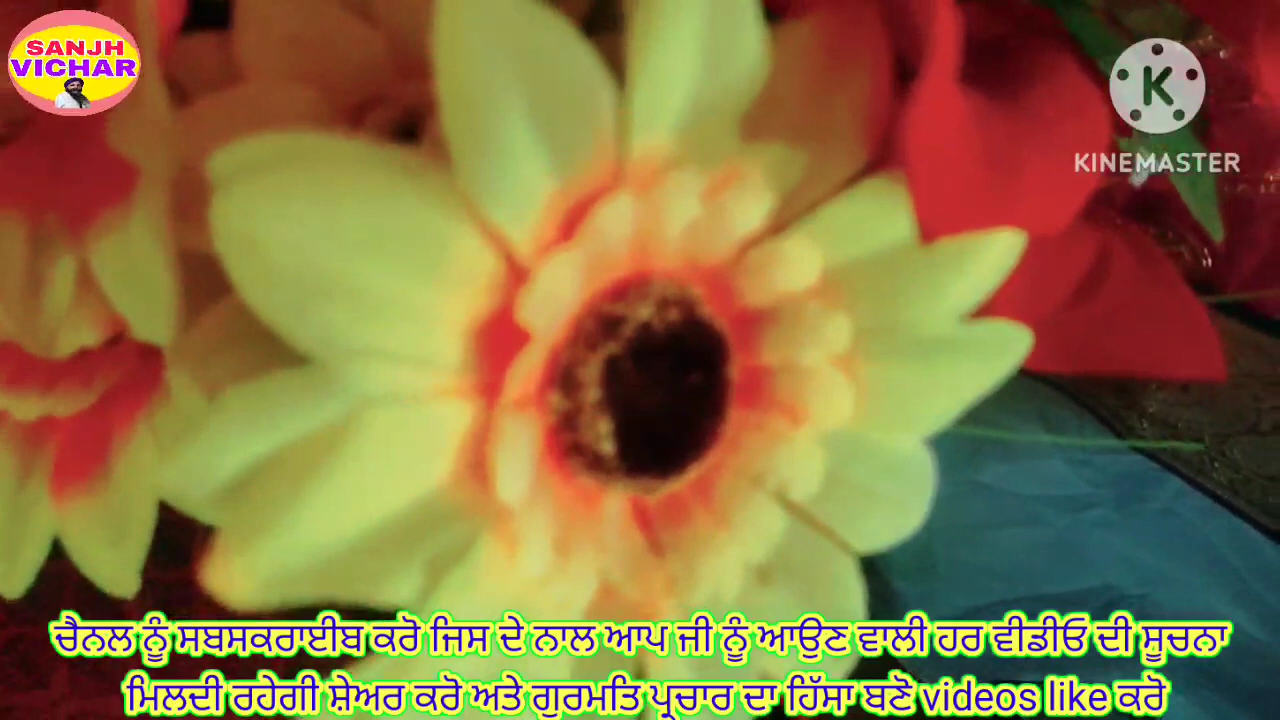 SANJH
VICHAR
K
KINEMASTER
ਚੈਨਲ ਨੂੰ ਸਬਸਕਰਾਈਬ ਕਰੋ ਜਿਸ ਦੇ ਨਾਲ ਆਪ ਜੀ ਨੂੰ ਆਉਣ ਵਾਲੀ ਹਰ ਵੀਡੀਓ ਦੀ ਸੂਚਨਾ
ਮਿਲਦੀ ਰਹੇਗੀ ਸ਼ੇਅਰ ਕਰੋ ਅਤੇ ਗੁਰਮਤਿ ਪ੍ਰਚਾਰ ਦਾ ਹਿੱਸਾ ਬਣੋ videos like ਕਰੋ